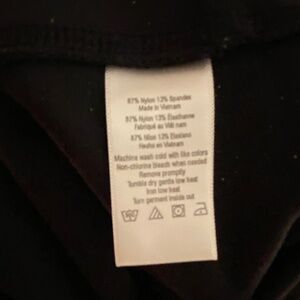 87% Nylon 13% Spandex
Made in Vietnam
87% Nylon 13% Élasthanne
Fabriqué au Viêt nam
87% Nilon 13% Elastano
Hecho en Vietnam
Machine wash cold with like colors
Non-chlorine bleach when needed
Remove promptly
Tumble dry gentle low heat
Iron low heat
Turn garment inside out